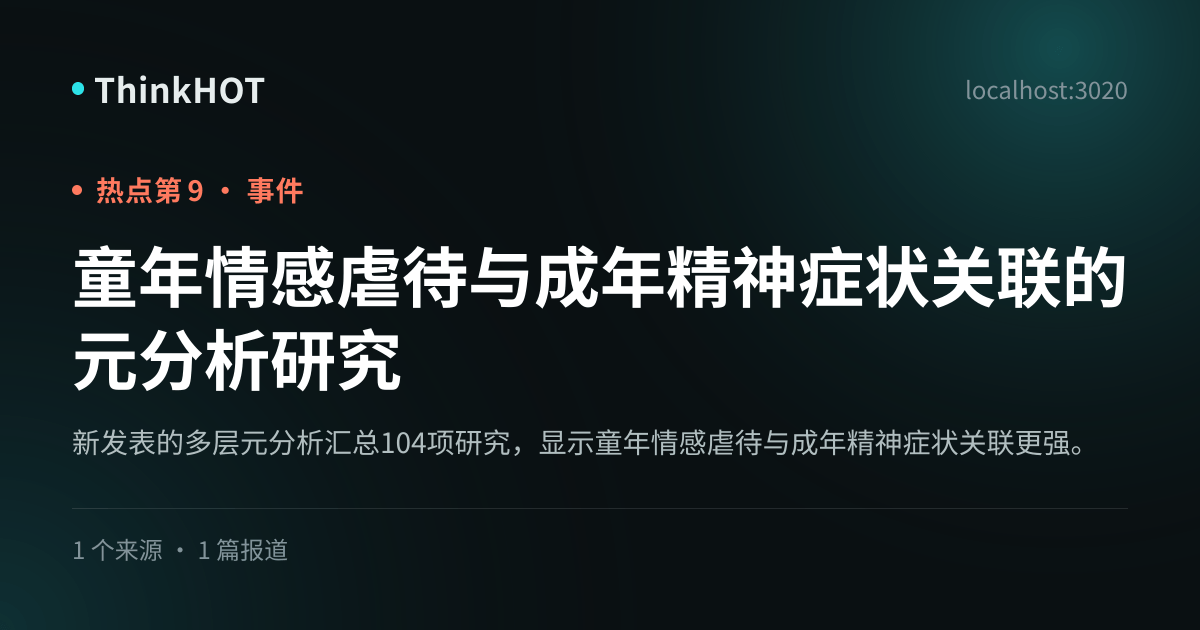 ThinkHOT
localhost:3020
热点第 9 · 事件
童年情感虐待与成年精神症状关联的
元分析研究
新发表的多层元分析汇总104项研究，显示童年情感虐待与成年精神症状关联更强。
1 个来源 · 1 篇报道